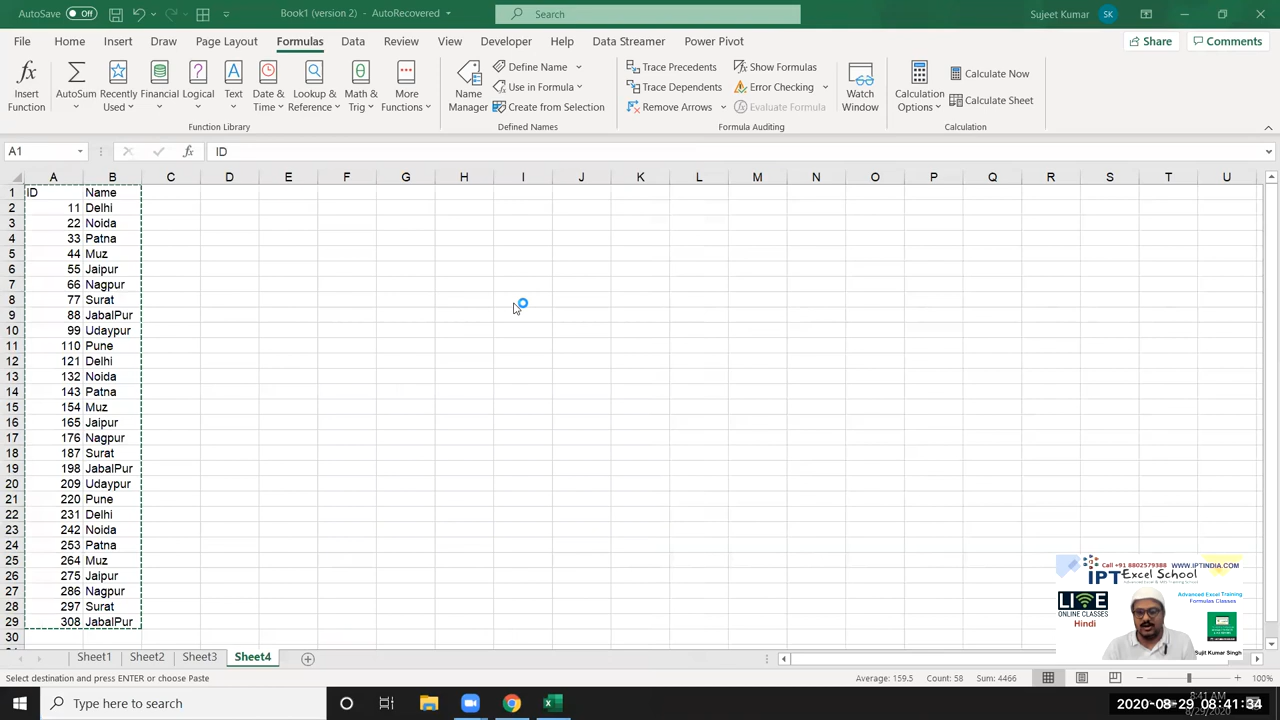 AutoSave Off Book1 (version 2) - AutoRecovered Search Sujeet Kumar SK
File Home Insert Draw Page Layout Formulas Data Review View Developer Help Data Streamer Power Pivot Share Comments
Insert Function
AutoSum
Recently Used
Financial
Logical
Text
Date & Time
Lookup & Reference
Math & Trig
More Functions
Function Library
Name Manager
Define Name
Use in Formula
Create from Selection
Defined Names
Trace Precedents
Trace Dependents
Remove Arrows
Show Formulas
Error Checking
Evaluate Formula
Formula Auditing
Watch Window
Calculation Options
Calculate Now
Calculate Sheet
Calculation
A1 fx ID
A B C D E F G H I J K L M N O P Q R S T U
1 ID Name
2 11 Delhi
3 22 Noida
4 33 Patna
5 44 Muz
6 55 Jaipur
7 66 Nagpur
8 77 Surat
9 88 JabalPur
10 99 Udaypur
11 110 Pune
12 121 Delhi
13 132 Noida
14 143 Patna
15 154 Muz
16 165 Jaipur
17 176 Nagpur
18 187 Surat
19 198 JabalPur
20 209 Udaypur
21 220 Pune
22 231 Delhi
23 242 Noida
24 253 Patna
25 264 Muz
26 275 Jaipur
27 286 Nagpur
28 297 Surat
29 308 JabalPur
30
Call +91 8802579388 WWW.IPTINDIA.COM
IPT Excel School
LIVE
ONLINE CLASSES
Hindi
Advanced Excel Training
Formulas Classes
Sujit Kumar Singh
Sheet1 Sheet2 Sheet3 Sheet4
Select destination and press ENTER or choose Paste Average: 159.5 Count: 58 Sum: 4466 100%
Type here to search
2020-08-29 08:41:34